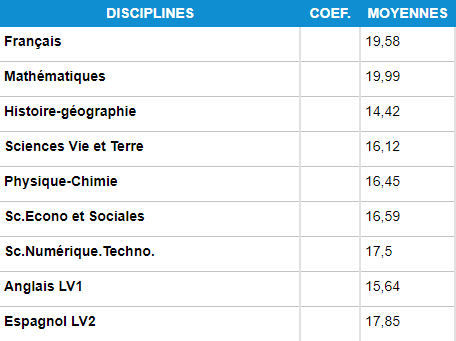 DISCIPLINES COEF. MOYENNES
Français 19,58
Mathématiques 19,99
Histoire-géographie 14,42
Sciences Vie et Terre 16,12
Physique-Chimie 16,45
Sc.Econo et Sociales 16,59
Sc.Numérique.Techno. 17,5
Anglais LV1 15,64
Espagnol LV2 17,85